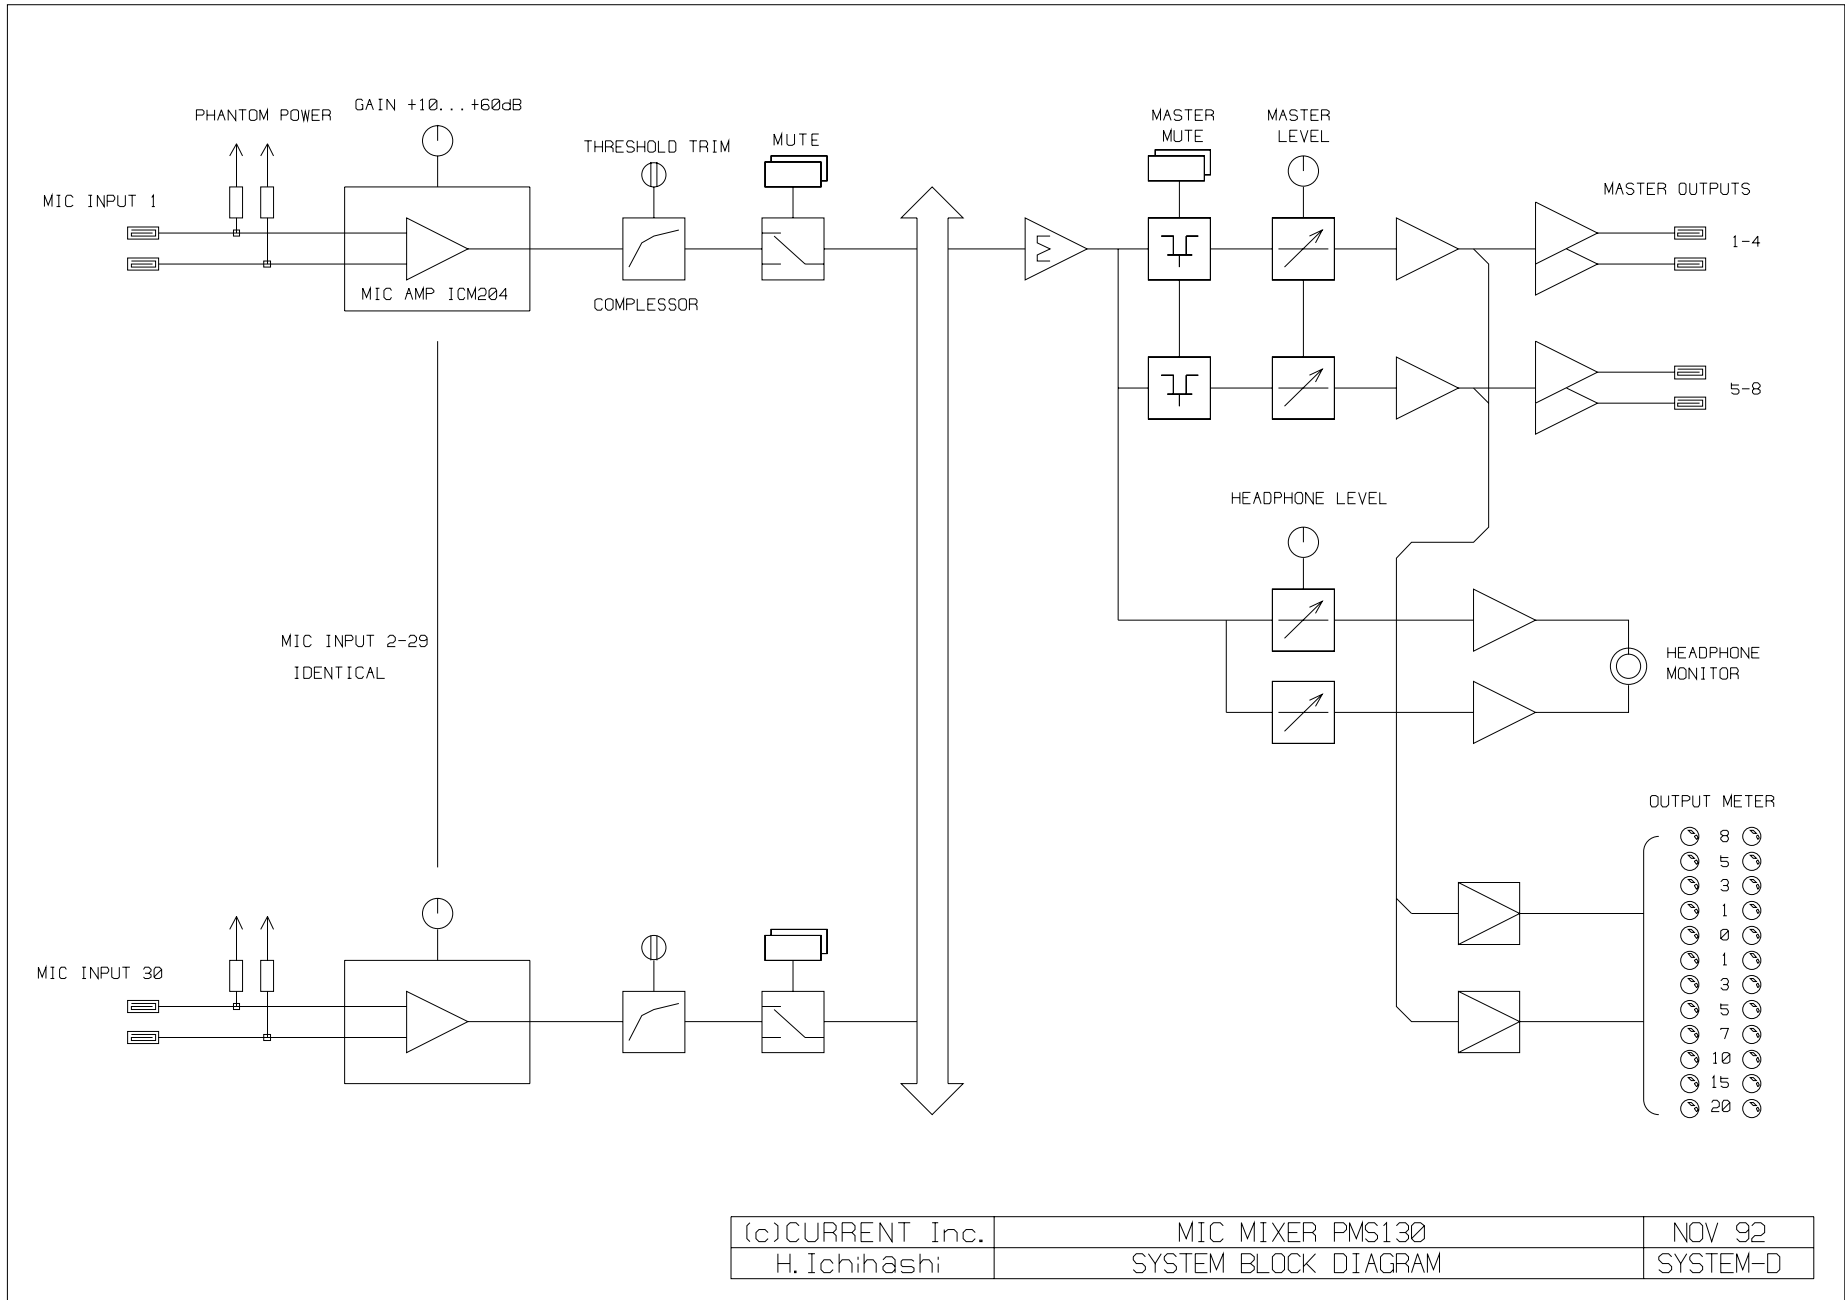 PHANTOM POWER
GAIN +10...+60dB
THRESHOLD TRIM
MUTE
MASTER
MUTE
MASTER
LEVEL
MIC INPUT 1
MASTER OUTPUTS
1-4
MIC AMP ICM204
COMPLESSOR
5-8
HEADPHONE LEVEL
MIC INPUT 2-29
IDENTICAL
HEADPHONE
MONITOR
OUTPUT METER
8
5
3
1
0
1
3
5
7
10
15
20
MIC INPUT 30
Σ
(c)CURRENT Inc.
MIC MIXER PMS130
NOV 92
H.Ichihashi
SYSTEM BLOCK DIAGRAM
SYSTEM-D